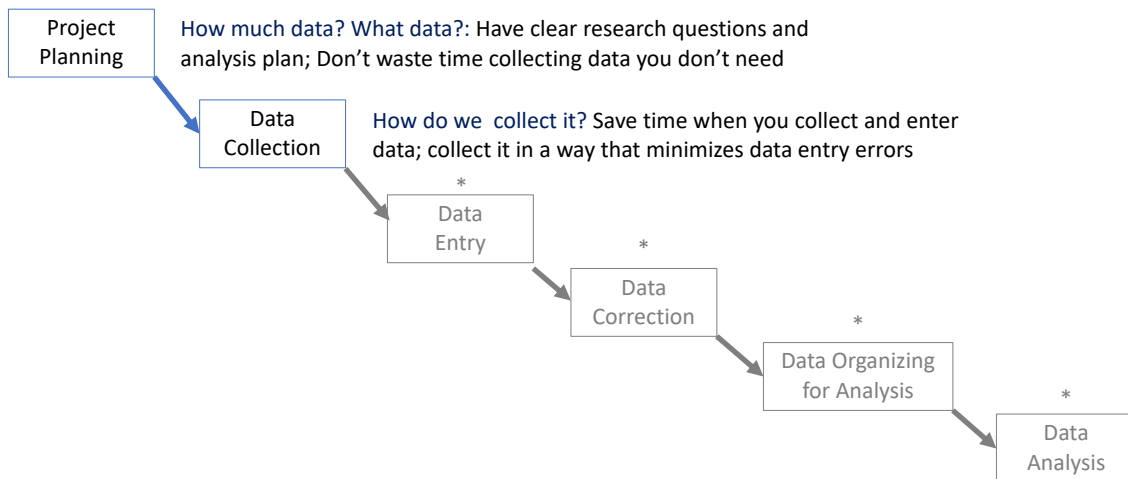 Project
Planning
How much data? What data?: Have clear research questions and
analysis plan; Don’t waste time collecting data you don’t need
Data
Collection
How do we  collect it? Save time when you collect and enter
data; collect it in a way that minimizes data entry errors
*
Data
Entry
*
Data
Correction
*
Data Organizing
for Analysis
*
Data
Analysis